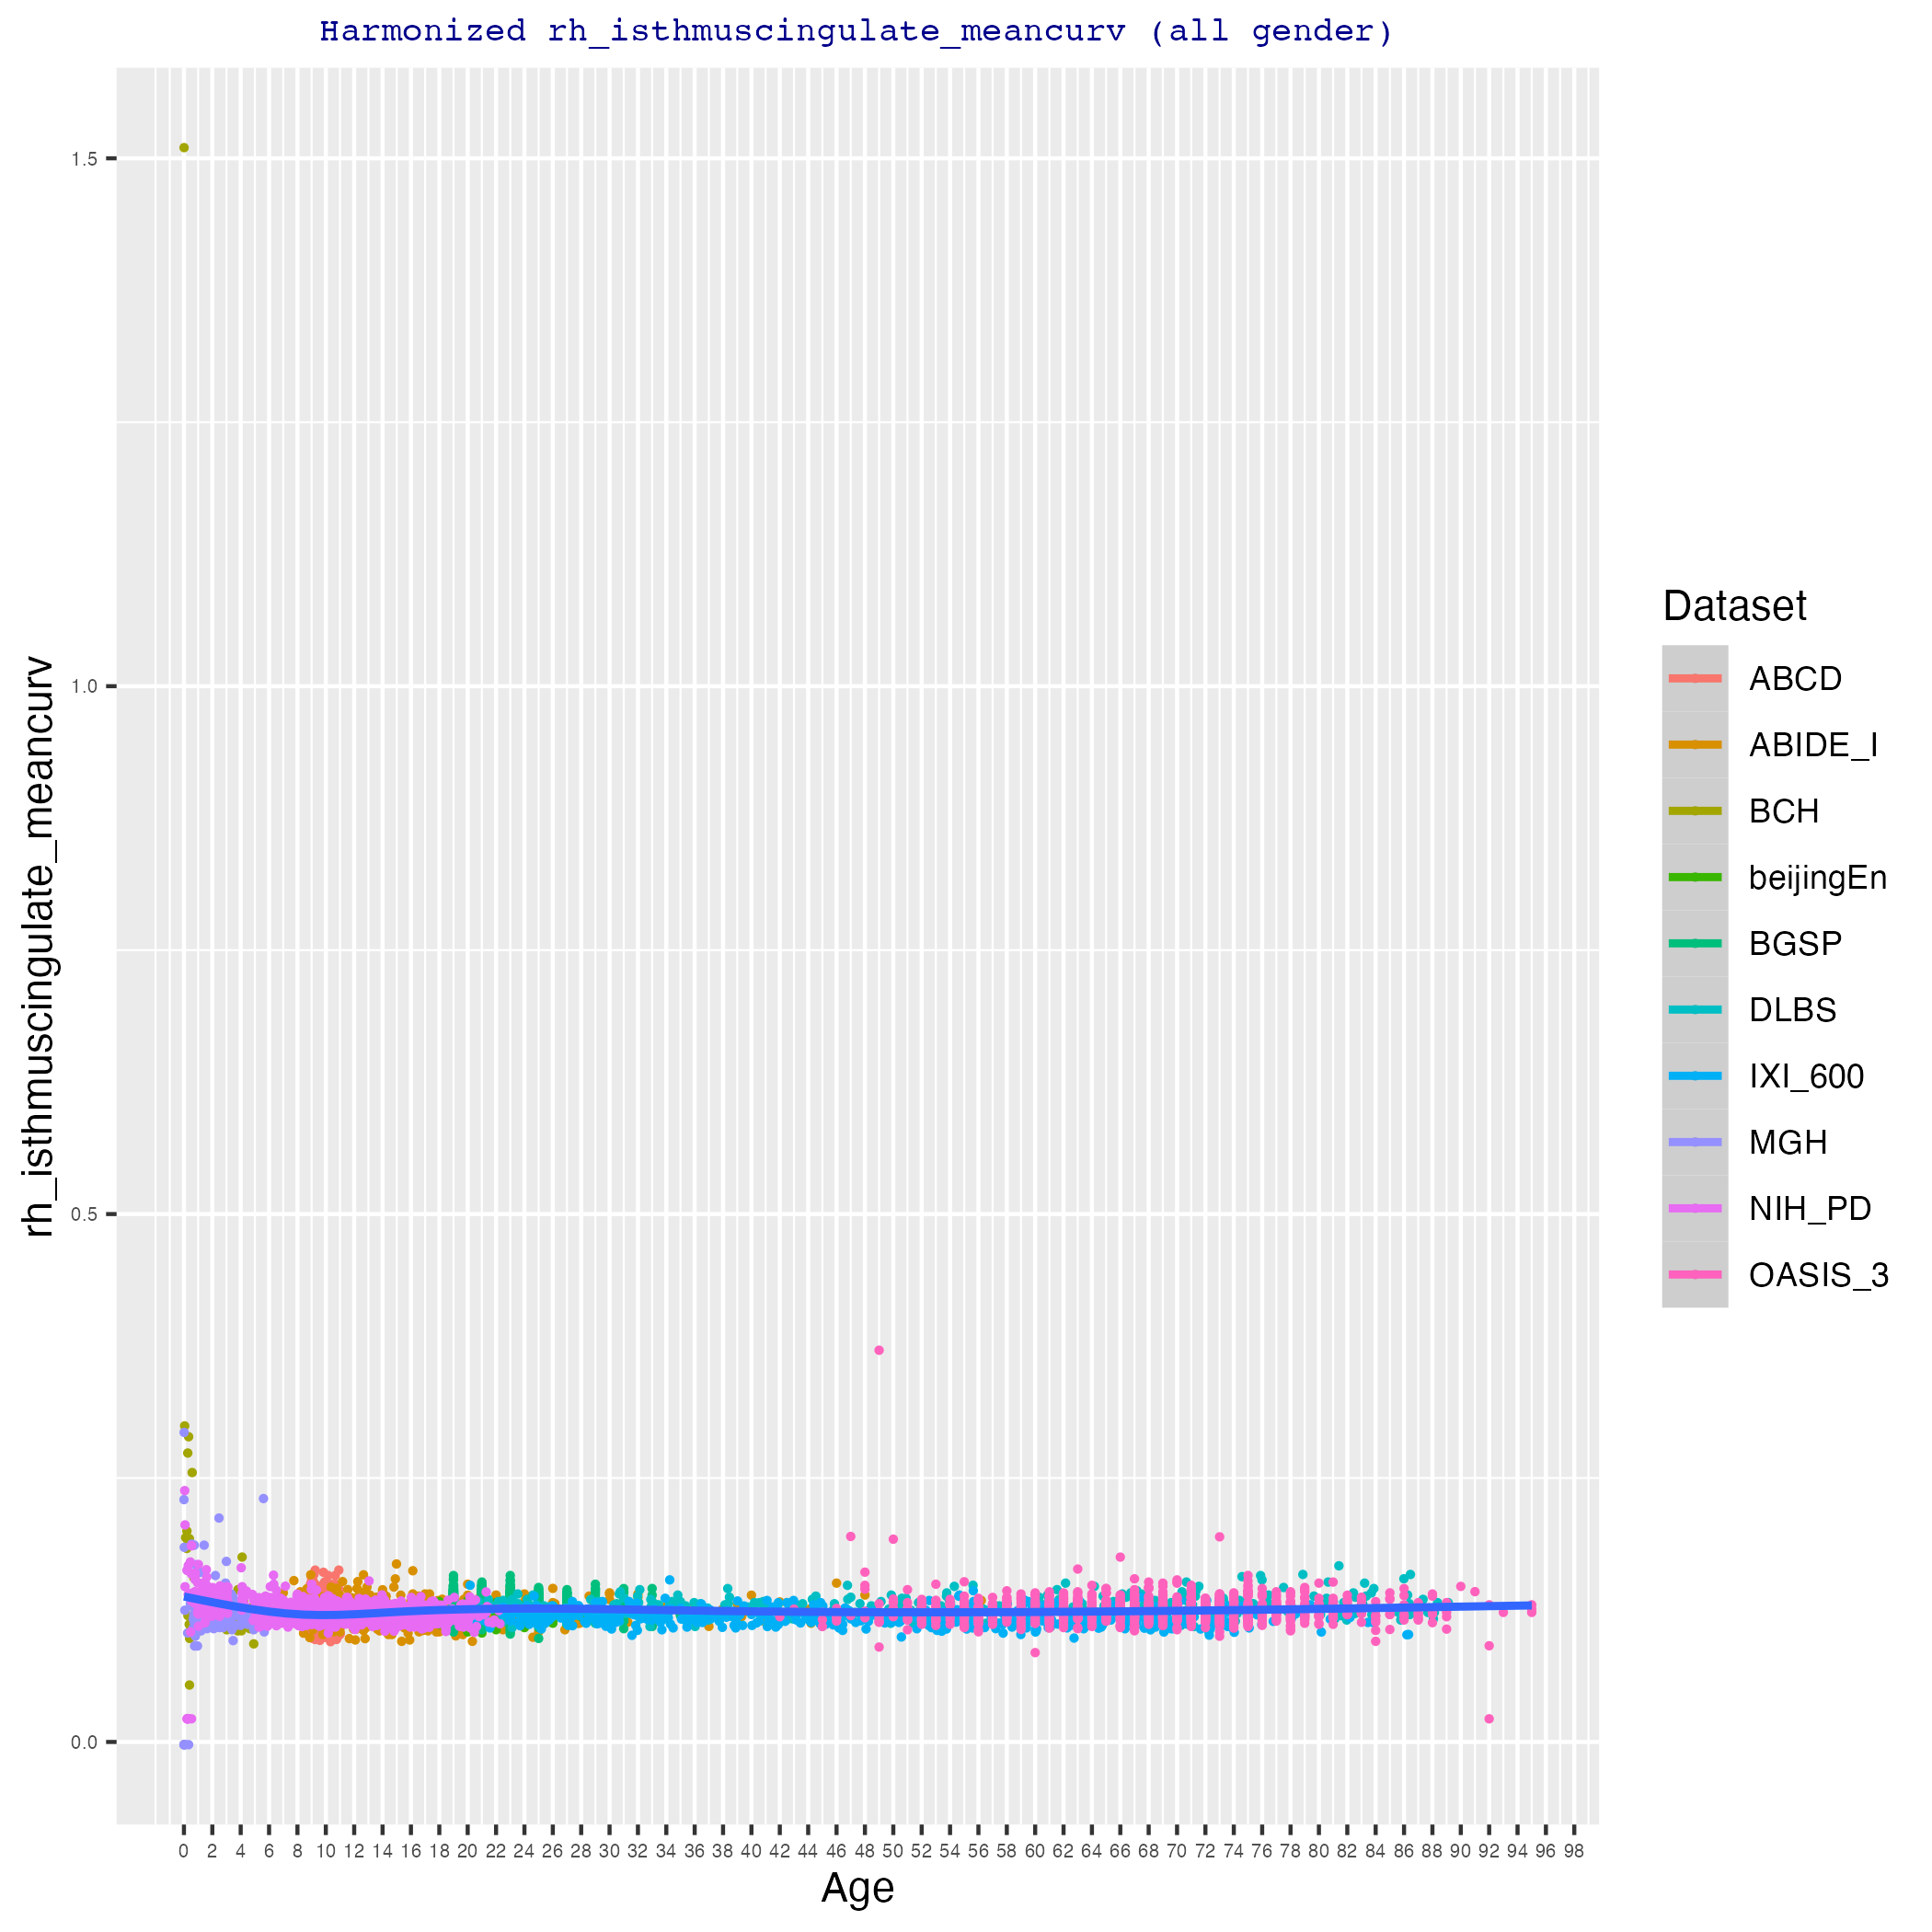 Harmonized rh_isthmuscingulate_meancurv (all gender)
rh_isthmuscingulate_meancurv
1.5
1.0
0.5
0.0
0 2 4 6 8 10 12 14 16 18 20 22 24 26 28 30 32 34 36 38 40 42 44 46 48 50 52 54 56 58 60 62 64 66 68 70 72 74 76 78 80 82 84 86 88 90 92 94 96 98
Age
Dataset
ABCD
ABIDE_I
BCH
beijingEn
BGSP
DLBS
IXI_600
MGH
NIH_PD
OASIS_3